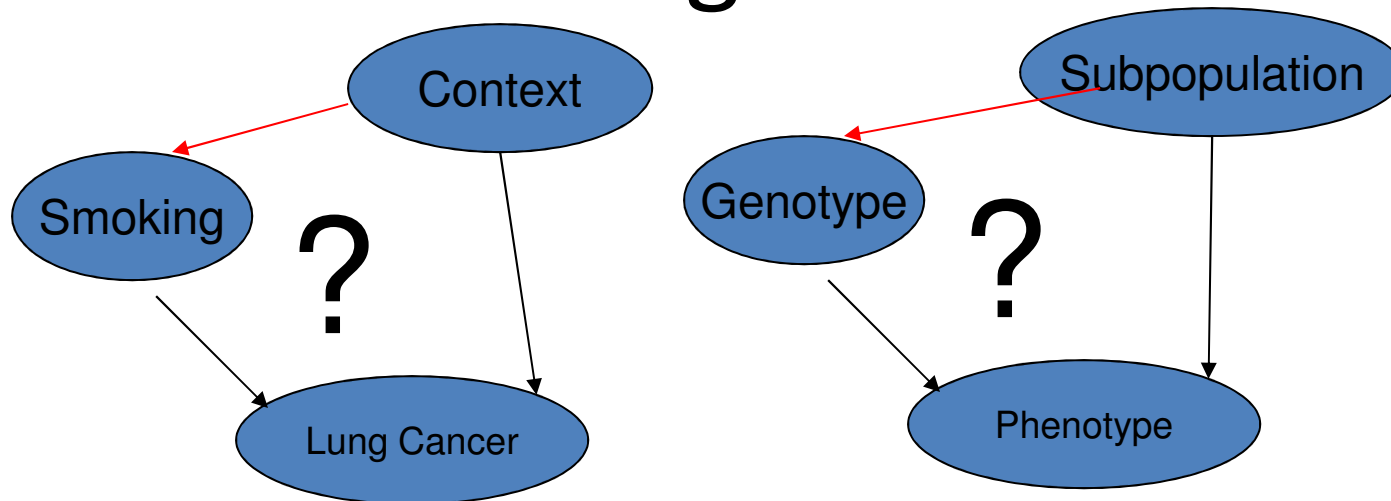 Context
Subpopulation
Smoking
?
Genotype
?
Lung Cancer
Phenotype